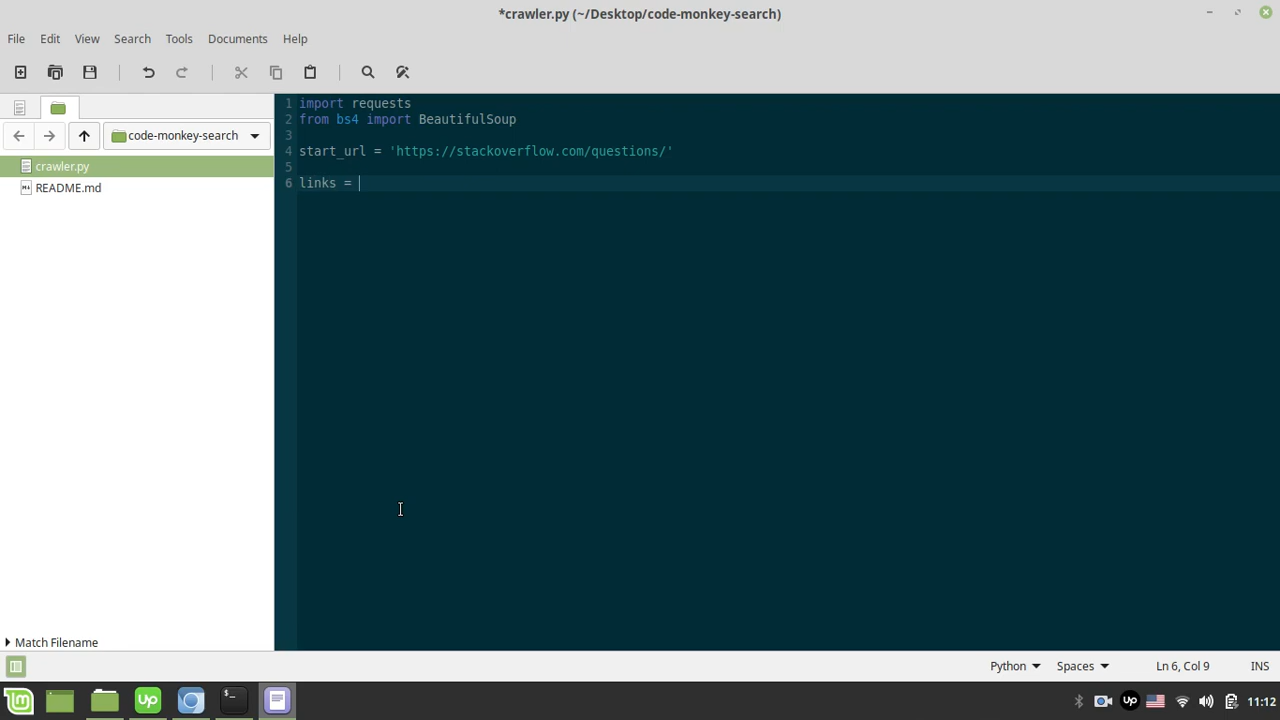 *crawler.py (~/Desktop/code-monkey-search)
File Edit View Search Tools Documents Help
code-monkey-search
crawler.py
README.md
Match Filename
1 import requests
2 from bs4 import BeautifulSoup
3
4 start_url = 'https://stackoverflow.com/questions/'
5
6 links =
Python Spaces Ln 6, Col 9 INS
up Up 11:12